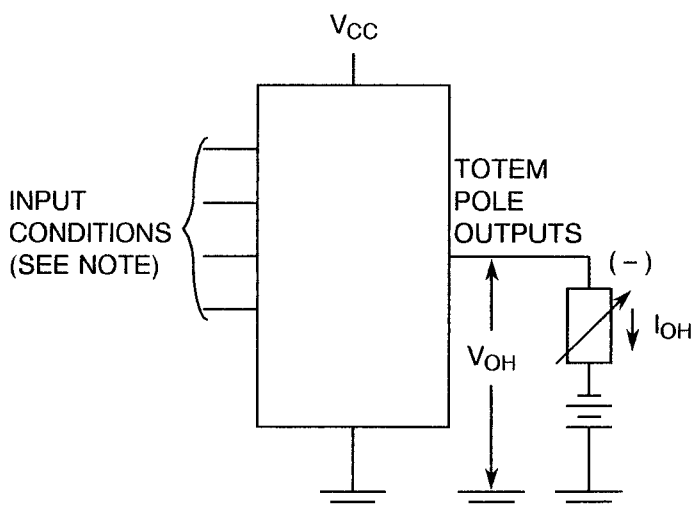 VCC
INPUT
CONDITIONS
(SEE NOTE)
TOTEM
POLE
OUTPUTS
(–)
IOH
VOH